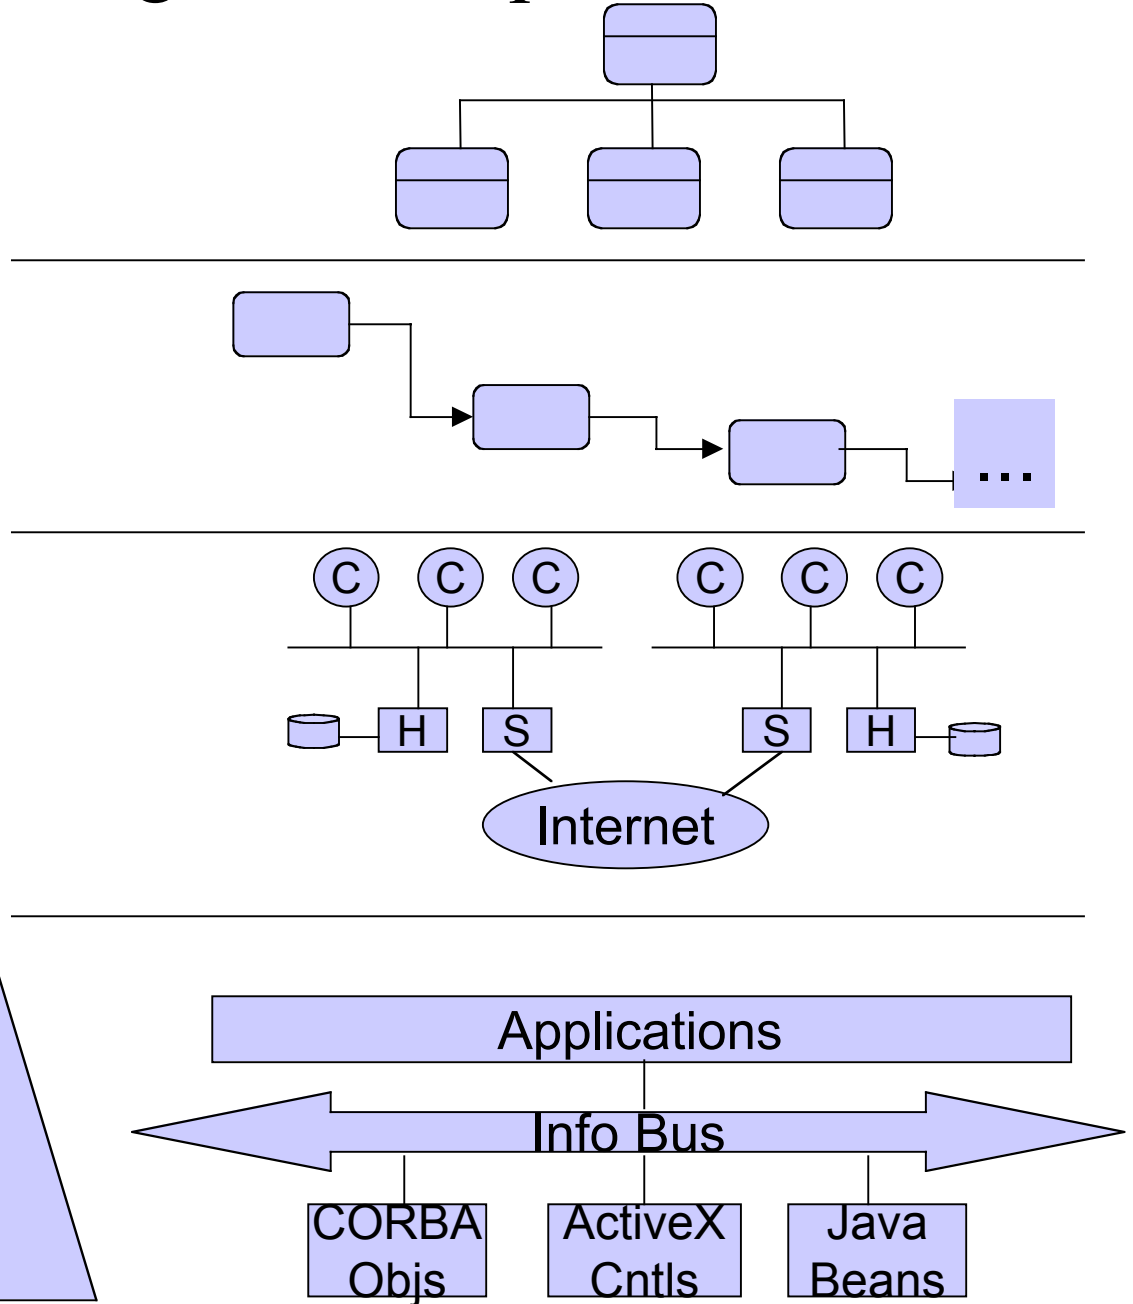 ...
C C C C C C
H S S H
Internet
Applications
Info Bus
CORBA ActiveX Java
Objs Cntls Beans